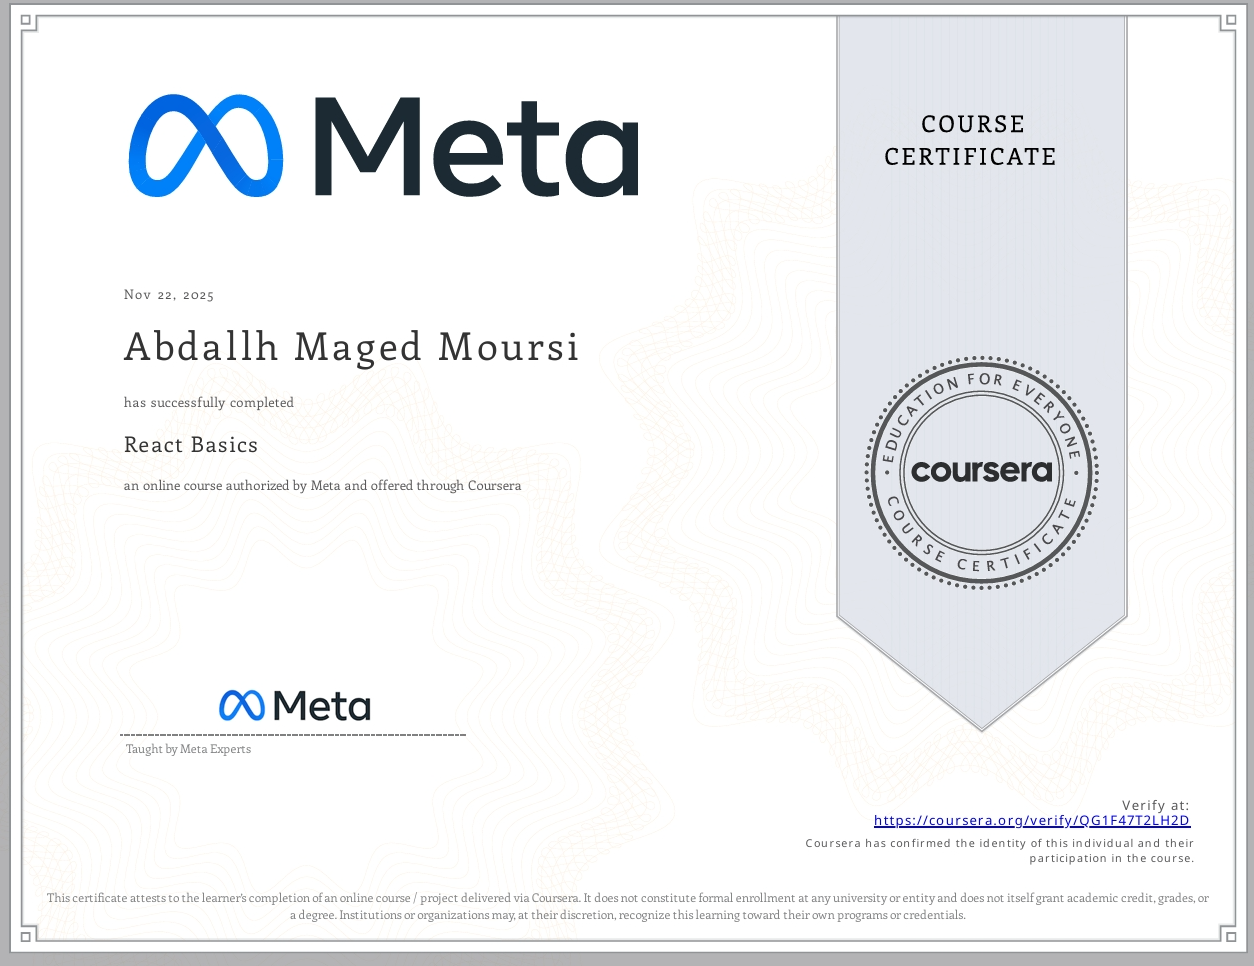 Meta
COURSE
CERTIFICATE
Nov 22, 2025
Abdallh Maged Moursi
has successfully completed
React Basics
an online course authorized by Meta and offered through Coursera
EDUCATION FOR EVERYONE
coursera
COURSE CERTIFICATE
Meta
Taught by Meta Experts
Verify at:
https://coursera.org/verify/QG1F47T2LH2D
Coursera has confirmed the identity of this individual and their
participation in the course.
This certificate attests to the learner's completion of an online course / project delivered via Coursera. It does not constitute formal enrollment at any university or entity and does not itself grant academic credit, grades, or
a degree. Institutions or organizations may, at their discretion, recognize this learning toward their own programs or credentials.